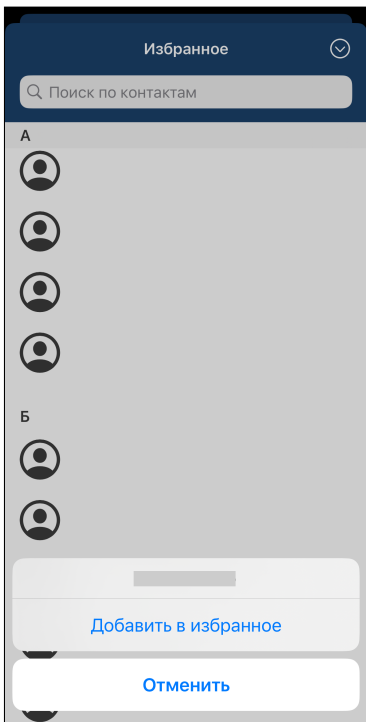 Избранное
Поиск по контактам
А
Б
Добавить в избранное
Отменить